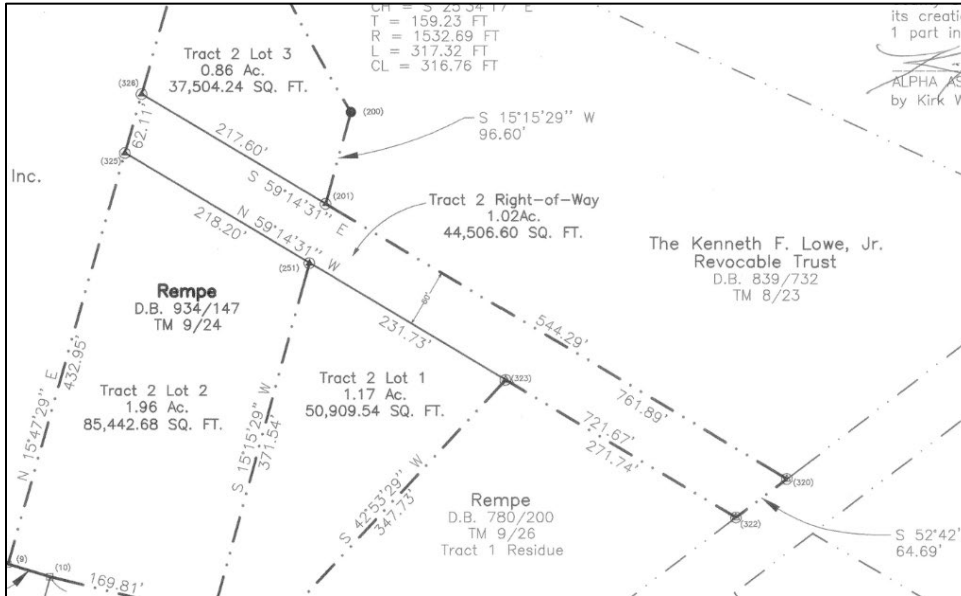 CH = S 25°34'17" E
T = 159.23 FT
R = 1532.69 FT
L = 317.32 FT
CL = 316.76 FT
its creati
1 part in
ALPHA AS
by Kirk W
Tract 2 Lot 3
0.86 Ac.
37,504.24 SQ. FT.
(326)
(200)
S 15°15'29" W
96.60'
62.11'
217.60'
S 59°14'31" E
(325)
(201)
Inc.
N 59°14'31" W
218.20'
Tract 2 Right-of-Way
1.02Ac.
44,506.60 SQ. FT.
The Kenneth F. Lowe, Jr.
Revocable Trust
D.B. 839/732
TM 8/23
(251)
Rempe
D.B. 934/147
TM 9/24
60'
231.73'
544.29'
761.89'
N 15°47'29" E
432.95'
Tract 2 Lot 2
1.96 Ac.
85,442.68 SQ. FT.
S 15°15'29" W
371.54'
Tract 2 Lot 1
1.17 Ac.
50,909.54 SQ. FT.
(323)
721.67'
271.74'
S 42°53'29" W
347.73'
Rempe
D.B. 780/200
TM 9/26
Tract 1 Residue
(320)
(322)
S 52°42'
64.69'
(9)
(10)
169.81'